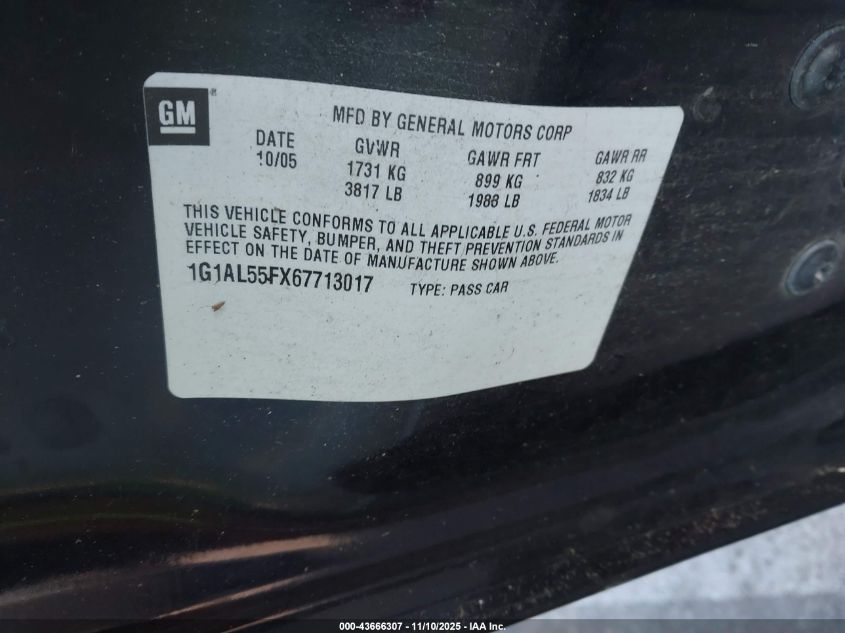 GM
MFD BY GENERAL MOTORS CORP
DATE GVWR GAWR FRT GAWR RR
10/05 1731 KG 899 KG 832 KG
3817 LB 1988 LB 1834 LB
THIS VEHICLE CONFORMS TO ALL APPLICABLE U.S. FEDERAL MOTOR
VEHICLE SAFETY, BUMPER, AND THEFT PREVENTION STANDARDS IN
EFFECT ON THE DATE OF MANUFACTURE SHOWN ABOVE.
1G1AL55FX67713017 TYPE: PASS CAR
000-43666307 - 11/10/2025 - IAA Inc.